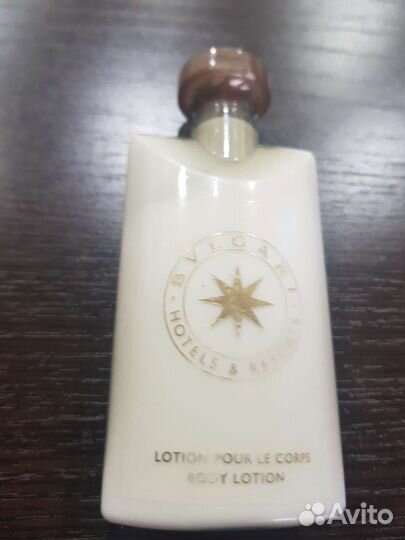 BVLGARI
HOTELS & RESORTS
LOTION POUR LE CORPS
BODY LOTION
Avito